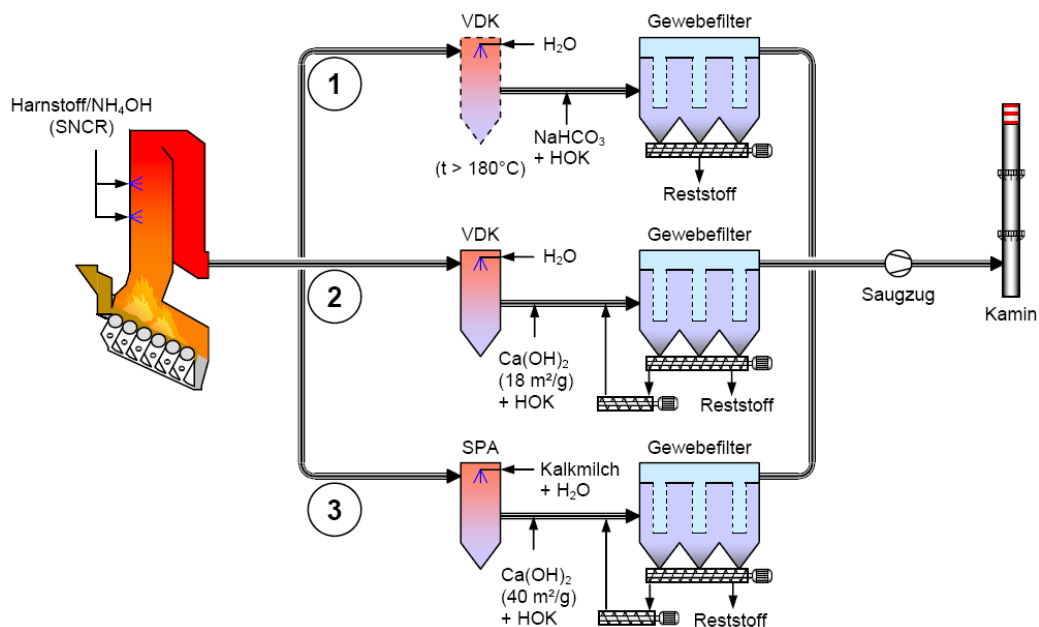 VDK
H₂O
Gewebefilter
1
Harnstoff/NH₄OH
(SNCR)
NaHCO₃
+ HOK
(t > 180°C)
Reststoff
VDK
H₂O
Gewebefilter
2
Saugzug
Kamin
Ca(OH)₂
(18 m²/g)
+ HOK
Reststoff
SPA
Kalkmilch
+ H₂O
Gewebefilter
3
Ca(OH)₂
(40 m²/g)
+ HOK
Reststoff